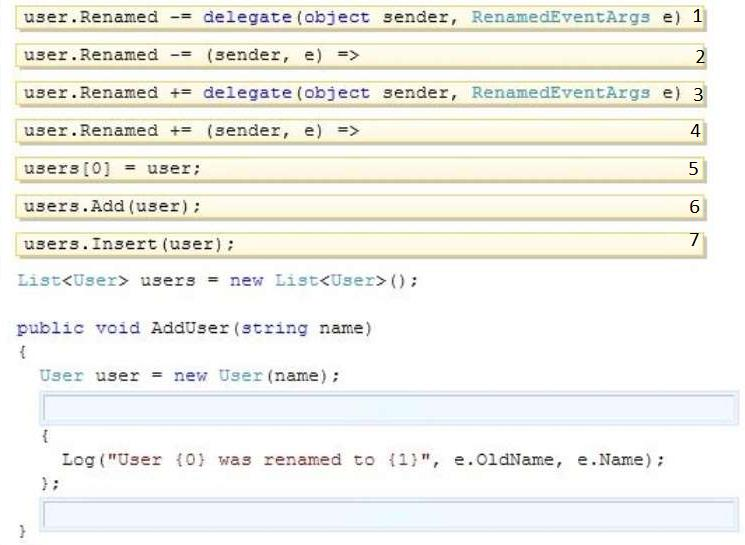 user.Renamed -= delegate(object sender, RenamedEventArgs e) 1
user.Renamed -= (sender, e) => 2
user.Renamed += delegate(object sender, RenamedEventArgs e) 3
user.Renamed += (sender, e) => 4
users[0] = user; 5
users.Add(user); 6
users.Insert(user); 7
List<User> users = new List<User>();
public void AddUser(string name)
{
User user = new User(name);
{
Log("User {0} was renamed to {1}", e.OldName, e.Name);
};
}